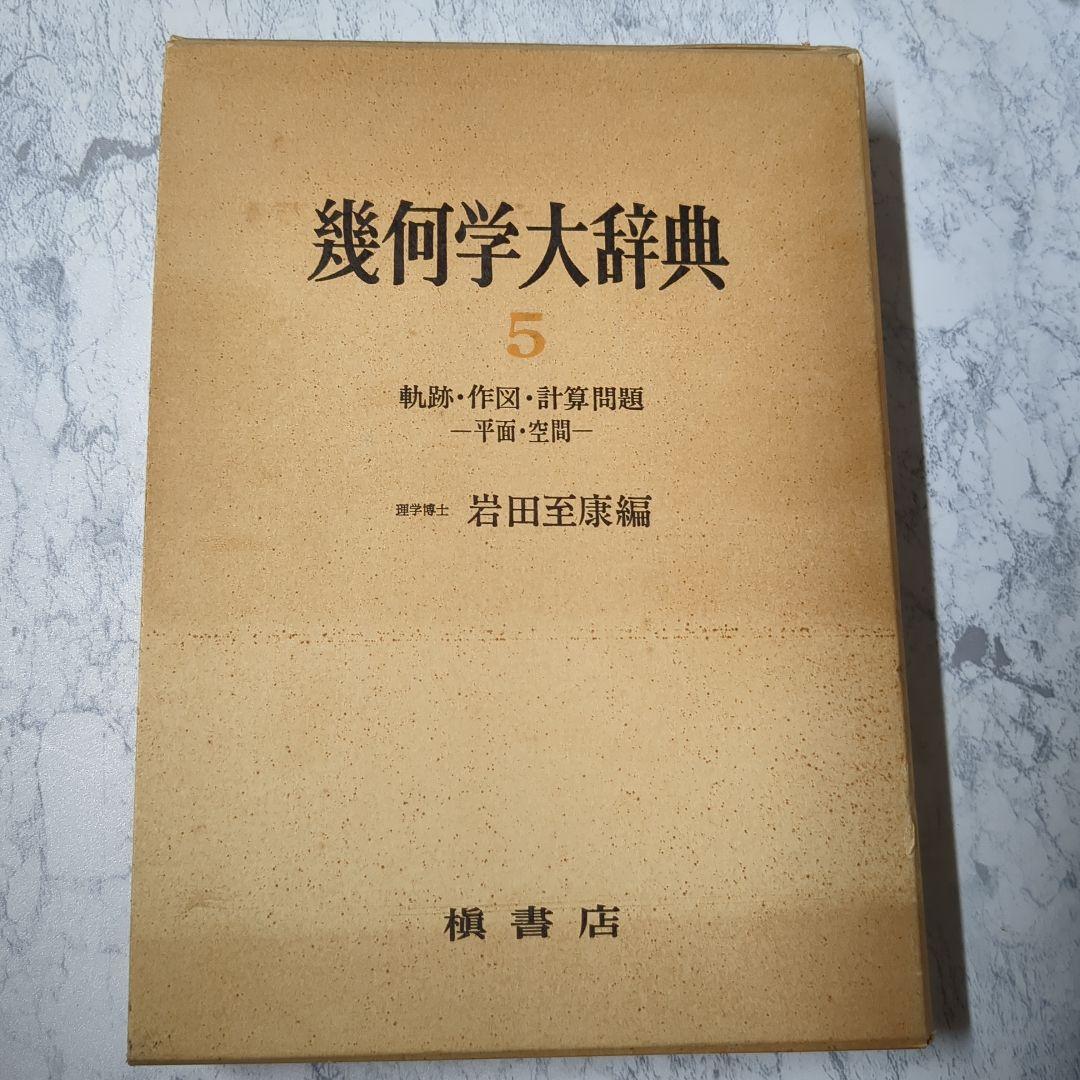 幾何学大辞典
5
軌跡・作図・計算問題
―平面・空間―
理学博士 岩田至康編
槇書店